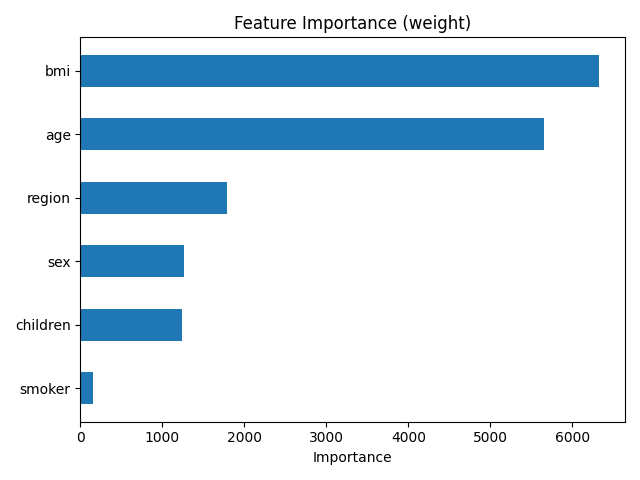 Feature Importance (weight)
bmi
age
region
sex
children
smoker
0 1000 2000 3000 4000 5000 6000
Importance